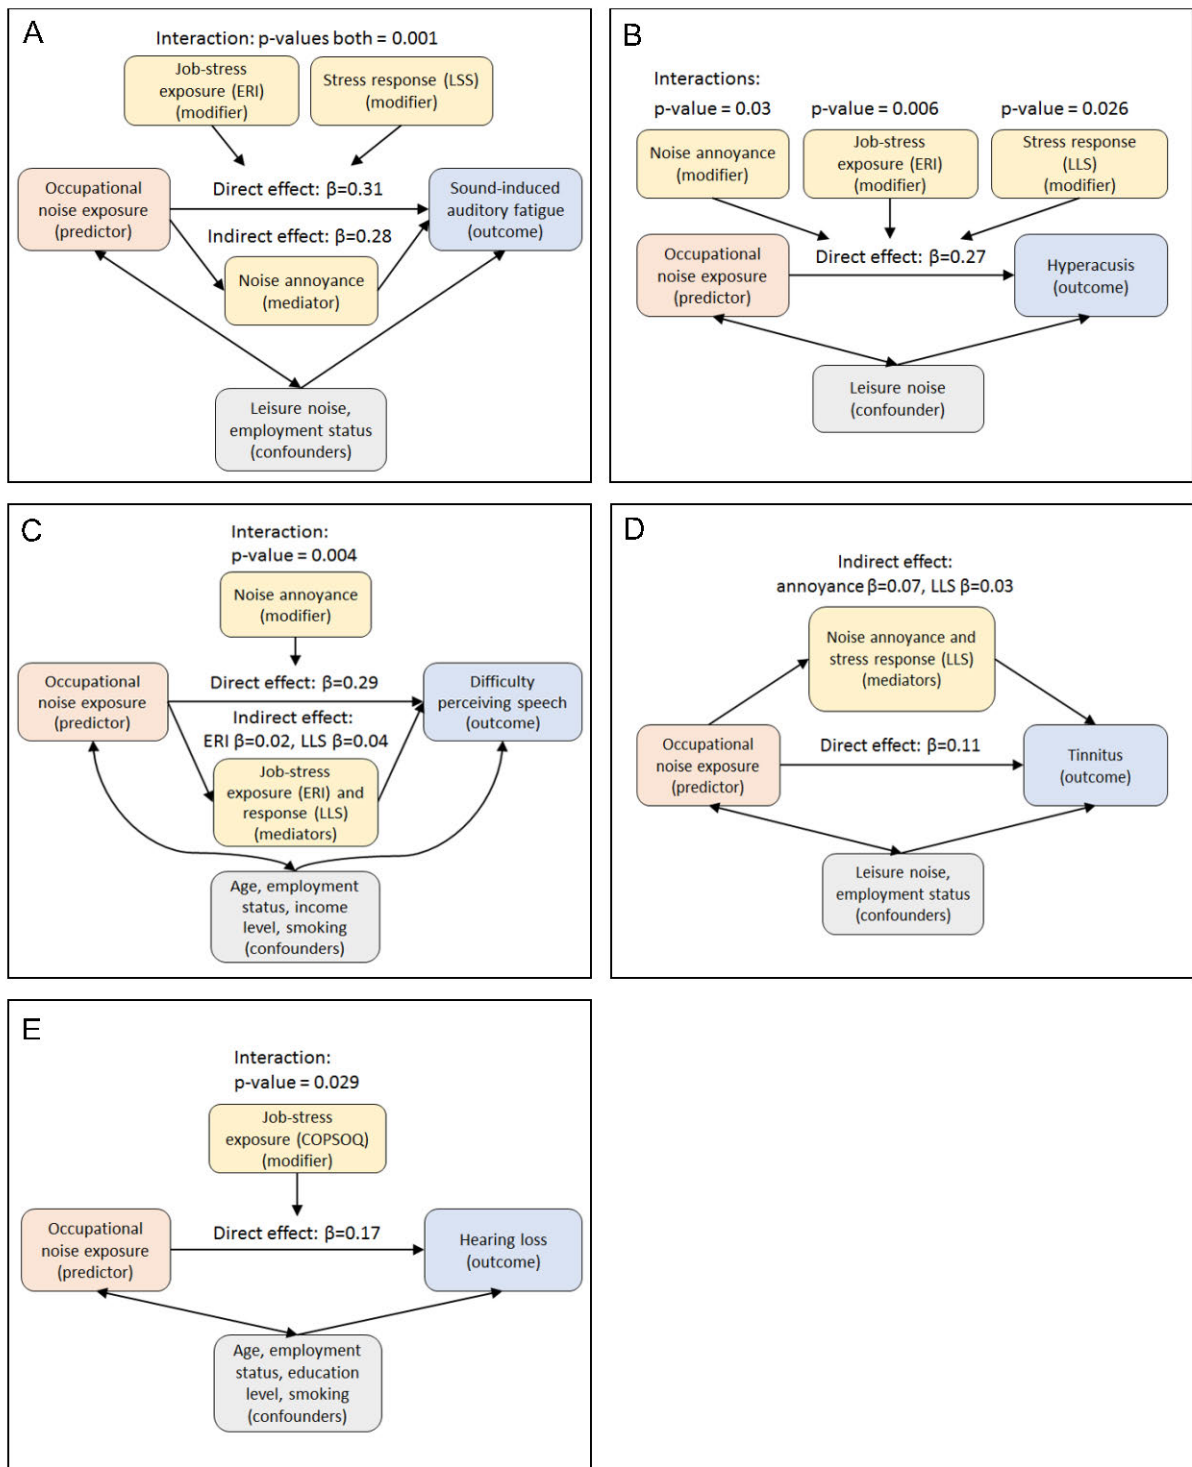 A
Interaction: p-values both = 0.001
Job-stress
exposure (ERI)
(modifier)
Stress response (LSS)
(modifier)
Occupational
noise exposure
(predictor)
Direct effect: β=0.31
Indirect effect: β=0.28
Sound-induced
auditory fatigue
(outcome)
Noise annoyance
(mediator)
Leisure noise,
employment status
(confounders)
B
Interactions:
p-value = 0.03
p-value = 0.006
p-value = 0.026
Noise annoyance
(modifier)
Job-stress
exposure (ERI)
(modifier)
Stress response
(LLS)
(modifier)
Occupational
noise exposure
(predictor)
Direct effect: β=0.27
Hyperacusis
(outcome)
Leisure noise
(confounder)
C
Interaction:
p-value = 0.004
Noise annoyance
(modifier)
Occupational
noise exposure
(predictor)
Direct effect: β=0.29
Indirect effect:
ERI β=0.02, LLS β=0.04
Difficulty
perceiving speech
(outcome)
Job-stress
exposure (ERI) and
response (LLS)
(mediators)
Age, employment
status, income
level, smoking
(confounders)
D
Indirect effect:
annoyance β=0.07, LLS β=0.03
Noise annoyance and
stress response (LLS)
(mediators)
Occupational
noise exposure
(predictor)
Direct effect: β=0.11
Tinnitus
(outcome)
Leisure noise,
employment status
(confounders)
E
Interaction:
p-value = 0.029
Job-stress
exposure (COPSOQ)
(modifier)
Occupational
noise exposure
(predictor)
Direct effect: β=0.17
Hearing loss
(outcome)
Age, employment
status, education
level, smoking
(confounders)